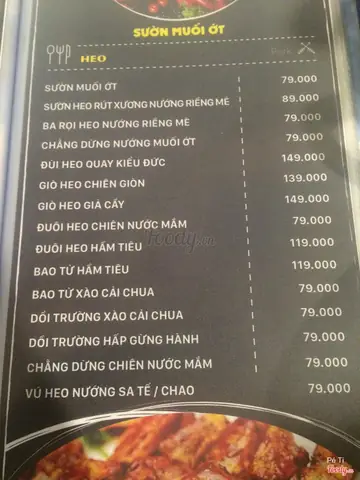 SƯỜN MUỐI ỚT
HEO Pork
SƯỜN MUỐI ỚT 79.000
SƯỜN HEO RÚT XƯƠNG NƯỚNG RIỀNG MẺ 89.000
BA RỌI HEO NƯỚNG RIỀNG MẺ 79.000
CHẲNG DỪNG NƯỚNG MUỐI ỚT 79.000
ĐÙI HEO QUAY KIỂU ĐỨC 149.000
GIÒ HEO CHIÊN GIÒN 139.000
GIÒ HEO GIẢ CẦY 149.000
ĐUÔI HEO CHIÊN NƯỚC MẮM 79.000
ĐUÔI HEO HẦM TIÊU 119.000
BAO TỬ HẦM TIÊU 119.000
BAO TỬ XÀO CẢI CHUA 79.000
DỒI TRƯỜNG XÀO CẢI CHUA 79.000
DỒI TRƯỜNG HẤP GỪNG HÀNH 79.000
CHẲNG DỪNG CHIÊN NƯỚC MẮM 79.000
VÚ HEO NƯỚNG SA TẾ / CHAO 79.000
foody.vn
Pé Ti
foody.vn